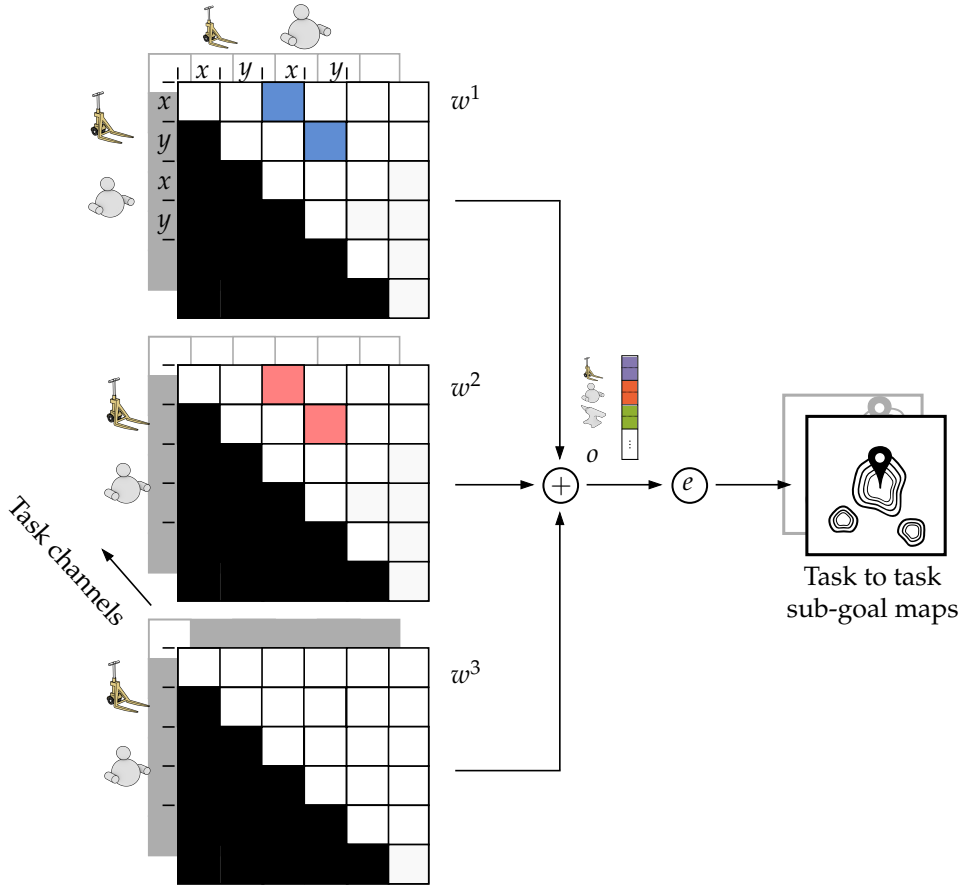 x y x y
x
y
x
y
w¹
w²
o
⋮
+
e
Task to task
sub-goal maps
Task channels
w³